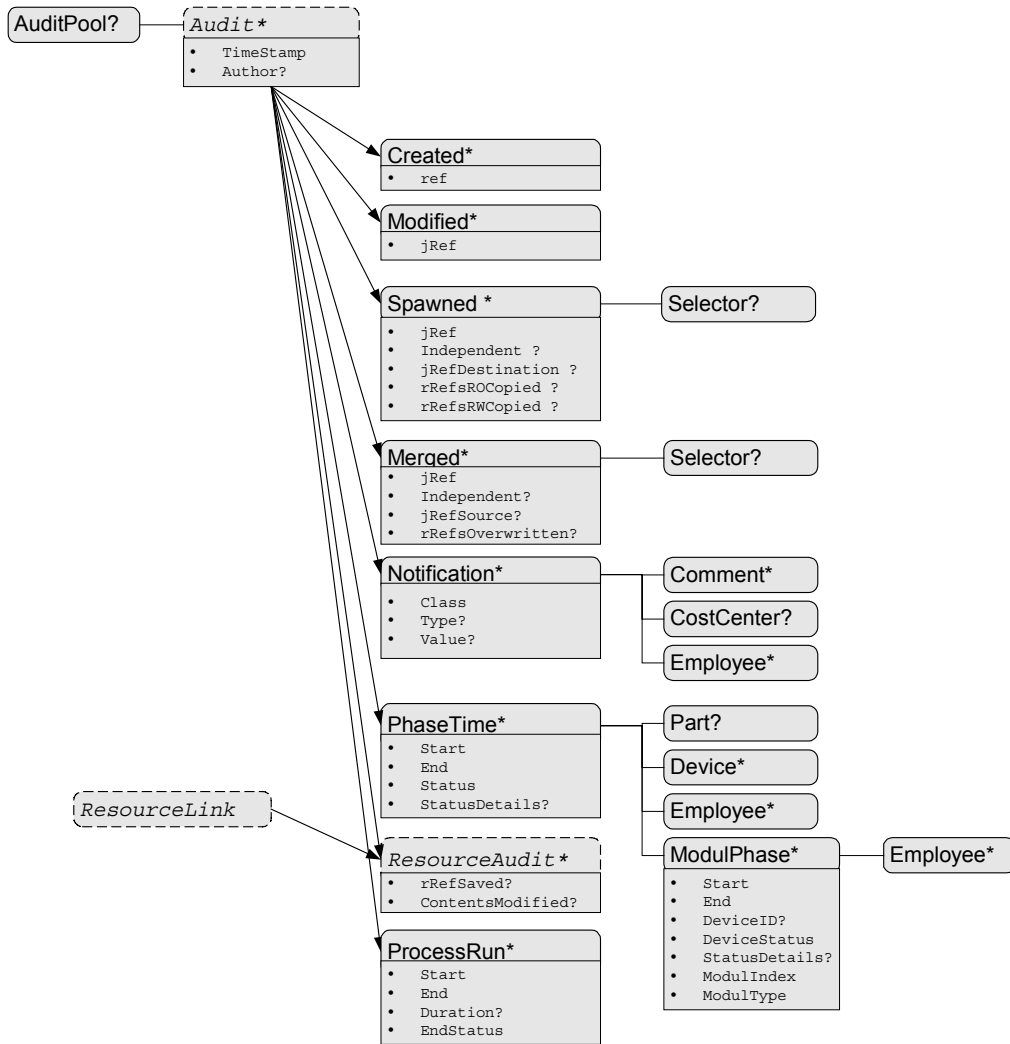 AuditPool?
Audit*
• TimeStamp
• Author?
Created*
• ref
Modified*
• jRef
Spawned *
• jRef
• Independent ?
• jRefDestination ?
• rRefsROCopied ?
• rRefsRWCopied ?
Selector?
Merged*
• jRef
• Independent?
• jRefSource?
• rRefsOverwritten?
Selector?
Notification*
• Class
• Type?
• Value?
Comment*
CostCenter?
Employee*
PhaseTime*
• Start
• End
• Status
• StatusDetails?
Part?
Device*
Employee*
ModulPhase*
• Start
• End
• DeviceID?
• DeviceStatus
• StatusDetails?
• ModulIndex
• ModulType
Employee*
ResourceLink
ResourceAudit*
• rRefSaved?
• ContentsModified?
ProcessRun*
• Start
• End
• Duration?
• EndStatus